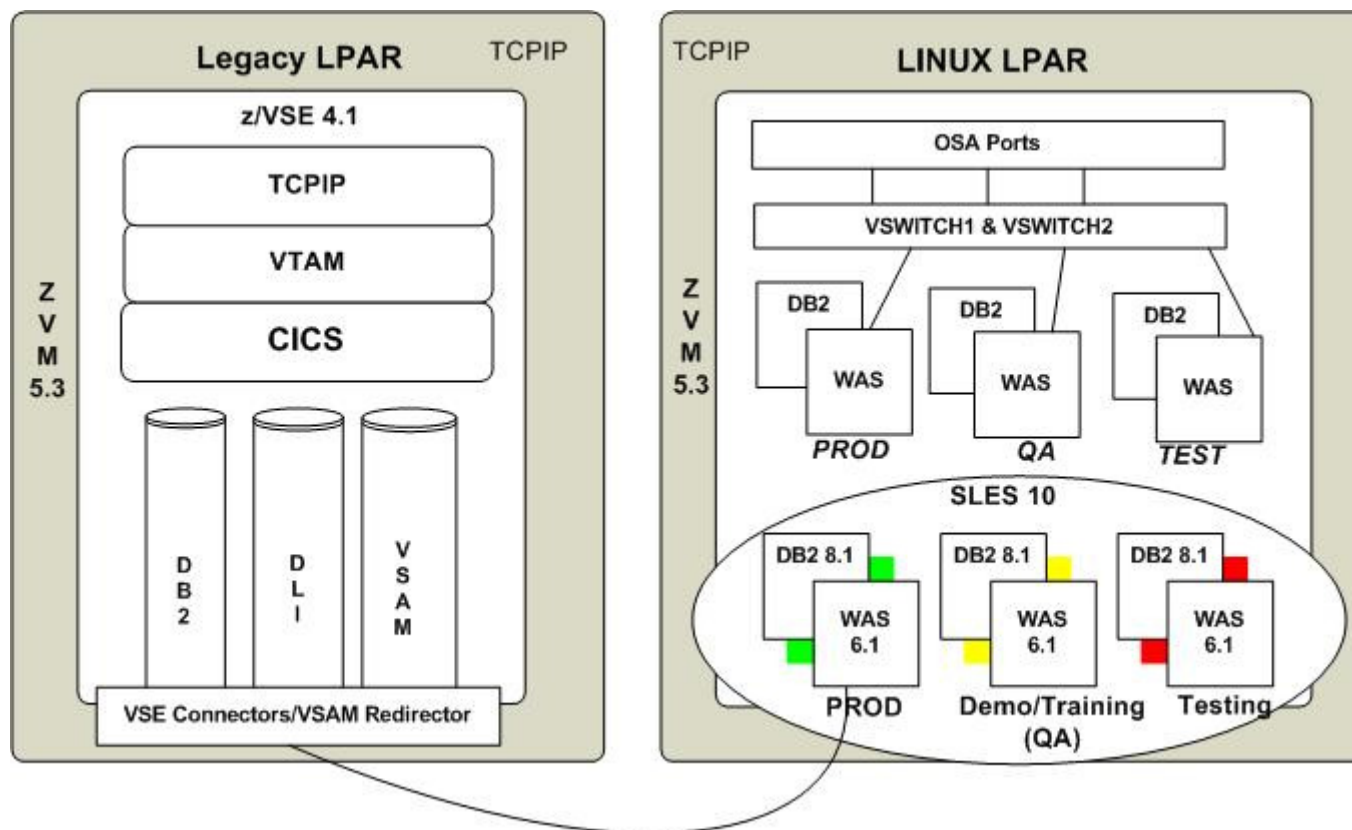 Legacy LPAR
TCPIP
z/VSE 4.1
TCPIP
VTAM
CICS
Z
V
M
5.3
D
B
2
D
L
I
V
S
A
M
VSE Connectors/VSAM Redirector
TCPIP
LINUX LPAR
OSA Ports
VSWITCH1 & VSWITCH2
Z
V
M
5.3
DB2
WAS
PROD
DB2
WAS
QA
DB2
WAS
TEST
SLES 10
DB2 8.1
WAS
6.1
PROD
DB2 8.1
WAS
6.1
Demo/Training
(QA)
DB2 8.1
WAS
6.1
Testing